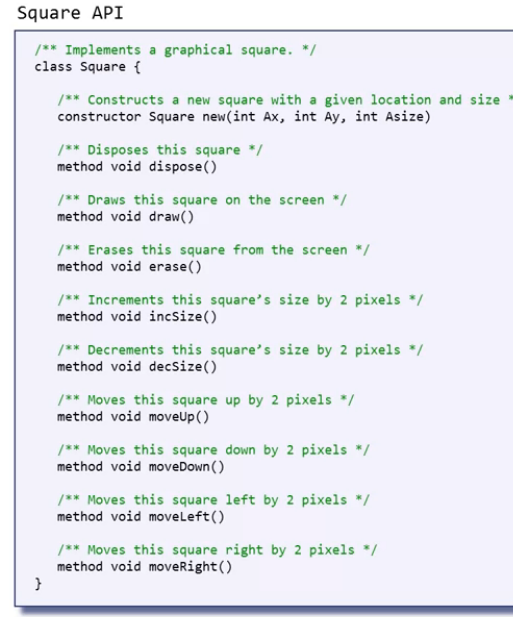 Square API
/** Implements a graphical square. */
class Square {
/** Constructs a new square with a given location and size *
constructor Square new(int Ax, int Ay, int Asize)
/** Disposes this square */
method void dispose()
/** Draws this square on the screen */
method void draw()
/** Erases this square from the screen */
method void erase()
/** Increments this square's size by 2 pixels */
method void incSize()
/** Decrements this square's size by 2 pixels */
method void decSize()
/** Moves this square up by 2 pixels */
method void moveUp()
/** Moves this square down by 2 pixels */
method void moveDown()
/** Moves this square left by 2 pixels */
method void moveLeft()
/** Moves this square right by 2 pixels */
method void moveRight()
}